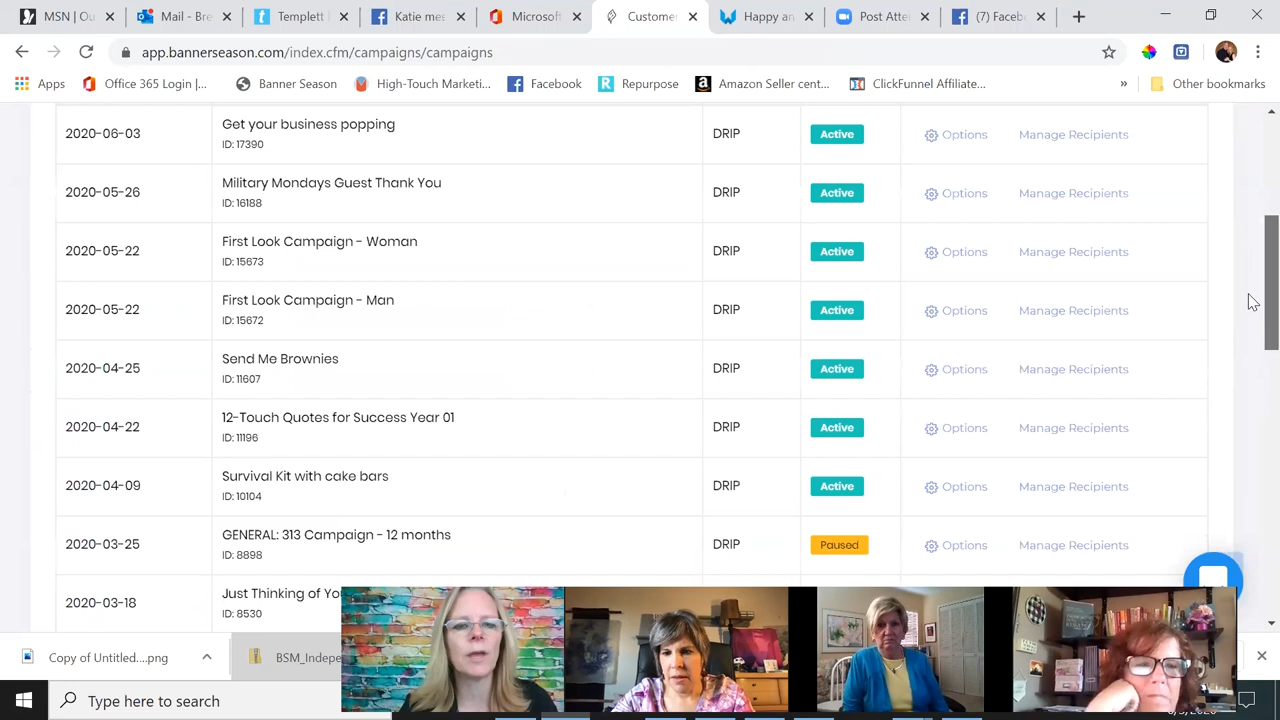 MSN | Ou
Mail - Bre
Templett
Katie mes
Microsoft
Customer
Happy an
Post Atte
(7) Faceb
app.bannerseason.com/index.cfm/campaigns/campaigns
Apps
Office 365 Login |...
Banner Season
High-Touch Marketi...
Facebook
Repurpose
Amazon Seller cent...
ClickFunnel Affiliate...
»
Other bookmarks
2020-06-03 Get your business popping DRIP Active Options Manage Recipients
ID: 17390
2020-05-26 Military Mondays Guest Thank You DRIP Active Options Manage Recipients
ID: 16188
2020-05-22 First Look Campaign - Woman DRIP Active Options Manage Recipients
ID: 15673
2020-05-22 First Look Campaign - Man DRIP Active Options Manage Recipients
ID: 15672
2020-04-25 Send Me Brownies DRIP Active Options Manage Recipients
ID: 11607
2020-04-22 12-Touch Quotes for Success Year 01 DRIP Active Options Manage Recipients
ID: 11196
2020-04-09 Survival Kit with cake bars DRIP Active Options Manage Recipients
ID: 10104
2020-03-25 GENERAL: 313 Campaign - 12 months DRIP Paused Options Manage Recipients
ID: 8898
2020-03-18 Just Thinking of Yo
ID: 8530
Copy of Untitled....png
BSM_Indepe
Type here to search